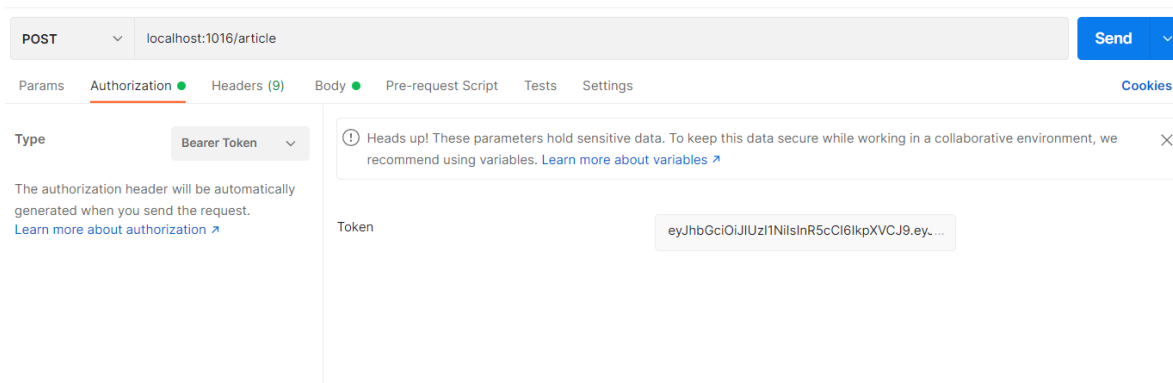 POST localhost:1016/article Send
Params Authorization Headers (9) Body Pre-request Script Tests Settings Cookies
Type Bearer Token
The authorization header will be automatically
generated when you send the request.
Learn more about authorization ↗
Heads up! These parameters hold sensitive data. To keep this data secure while working in a collaborative environment, we
recommend using variables. Learn more about variables ↗
Token eyJhbGciOiJIUzI1NiIsInR5cCI6IkpXVCJ9.eyJ...